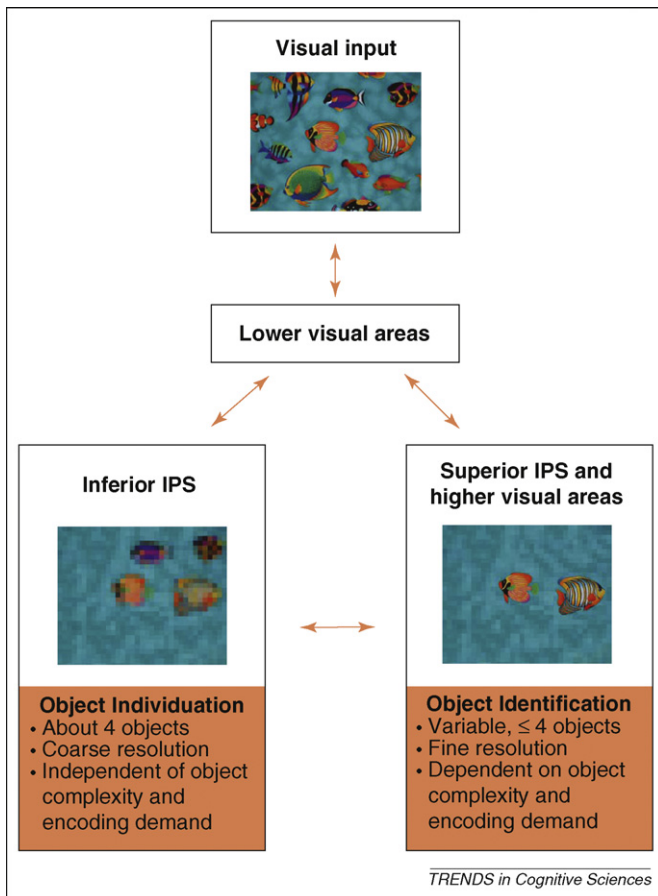 Visual input
Lower visual areas
Inferior IPS
Object Individuation
• About 4 objects
• Coarse resolution
• Independent of object
complexity and
encoding demand
Superior IPS and
higher visual areas
Object Identification
• Variable, ≤ 4 objects
• Fine resolution
• Dependent on object
complexity and
encoding demand
TRENDS in Cognitive Sciences